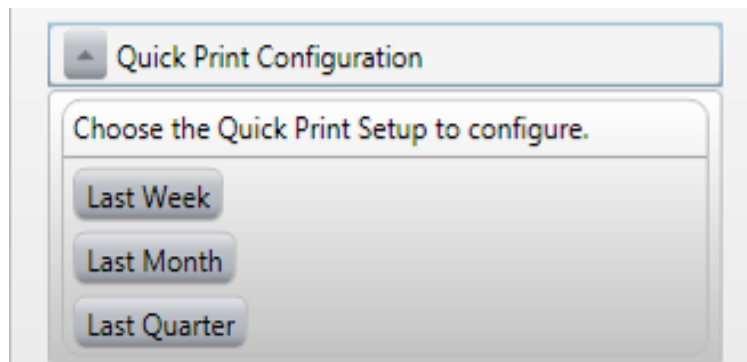 Quick Print Configuration
Choose the Quick Print Setup to configure.
Last Week
Last Month
Last Quarter